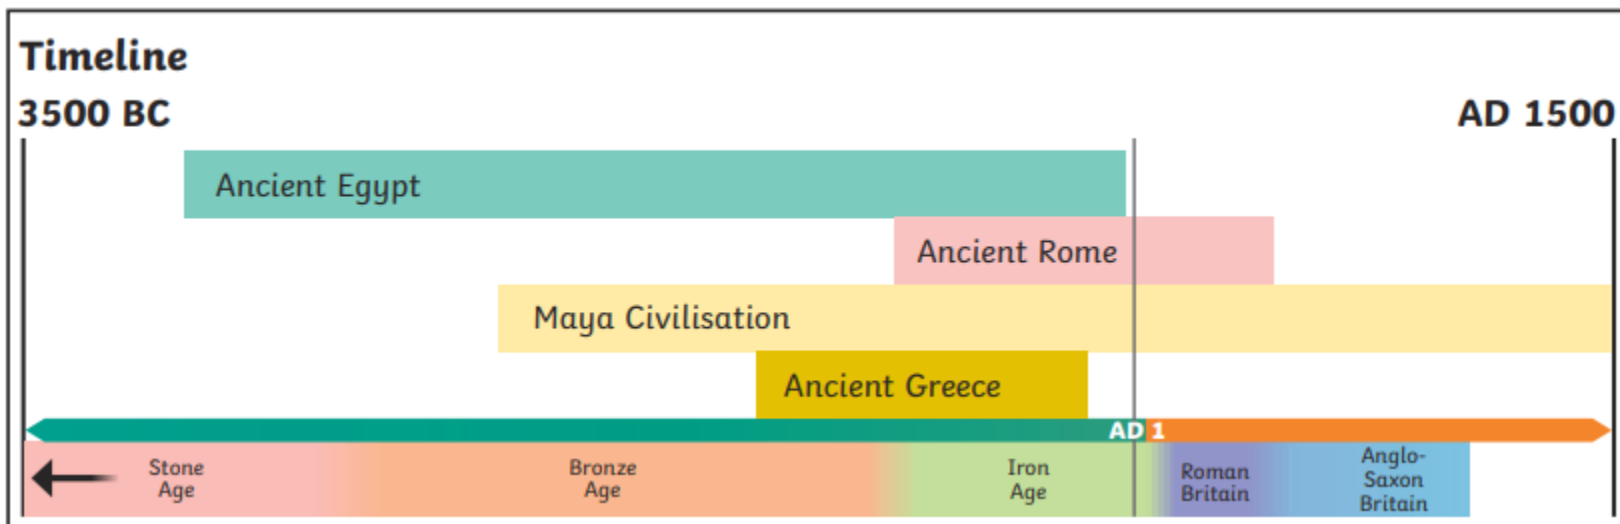 Timeline
3500 BC
AD 1500
Ancient Egypt
Ancient Rome
Maya Civilisation
Ancient Greece
AD 1
Stone
Age
Bronze
Age
Iron
Age
Roman
Britain
Anglo-
Saxon
Britain